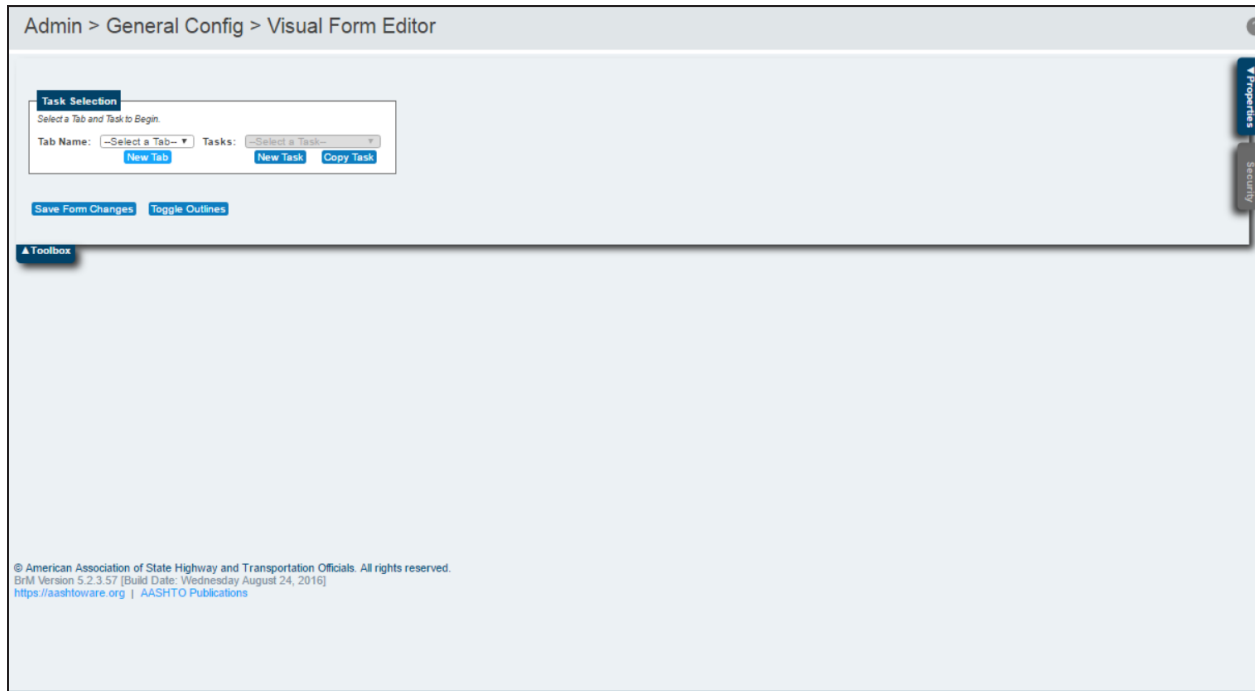 Admin > General Config > Visual Form Editor
▼Properties
Task Selection
Select a Tab and Task to Begin.
Tab Name: --Select a Tab-- ▼ Tasks: --Select a Task-- ▼
New Tab New Task Copy Task
Security
Save Form Changes Toggle Outlines
▲Toolbox
© American Association of State Highway and Transportation Officials. All rights reserved.
BrM Version 5.2.3.57 [Build Date: Wednesday August 24, 2016]
https://aashtoware.org | AASHTO Publications